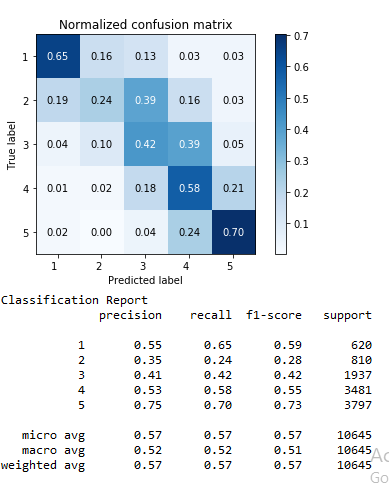 Normalized confusion matrix
1 0.65 0.16 0.13 0.03 0.03
2 0.19 0.24 0.39 0.16 0.03
3 0.04 0.10 0.42 0.39 0.05
4 0.01 0.02 0.18 0.58 0.21
5 0.02 0.00 0.04 0.24 0.70
1 2 3 4 5
True label
Predicted label
0.7
0.6
0.5
0.4
0.3
0.2
0.1
Classification Report
precision recall f1-score support
1 0.55 0.65 0.59 620
2 0.35 0.24 0.28 810
3 0.41 0.42 0.42 1937
4 0.53 0.58 0.55 3481
5 0.75 0.70 0.73 3797
micro avg 0.57 0.57 0.57 10645
macro avg 0.52 0.52 0.51 10645
weighted avg 0.57 0.57 0.57 10645
Ac
Go